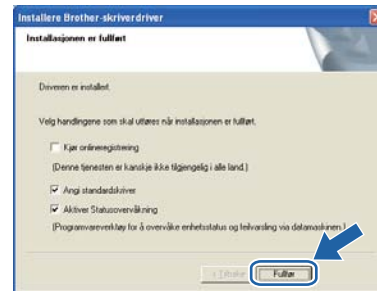 Installere Brother-skriverdriver
Installasjonen er fullført
Driveren er installert.
Velg handlingene som skal utføres når installasjonen er fullført.
Kjør onlineregistrering
(Denne tjenesten er kanskje ikke tilgjengelig i alle land.)
Angi standardskriver
Aktiver Statusovervåkning
(Programvareverktøy for å overvåke enhetsstatus og feilvarsling via datamaskinen.)
< Tilbake
Fullfør